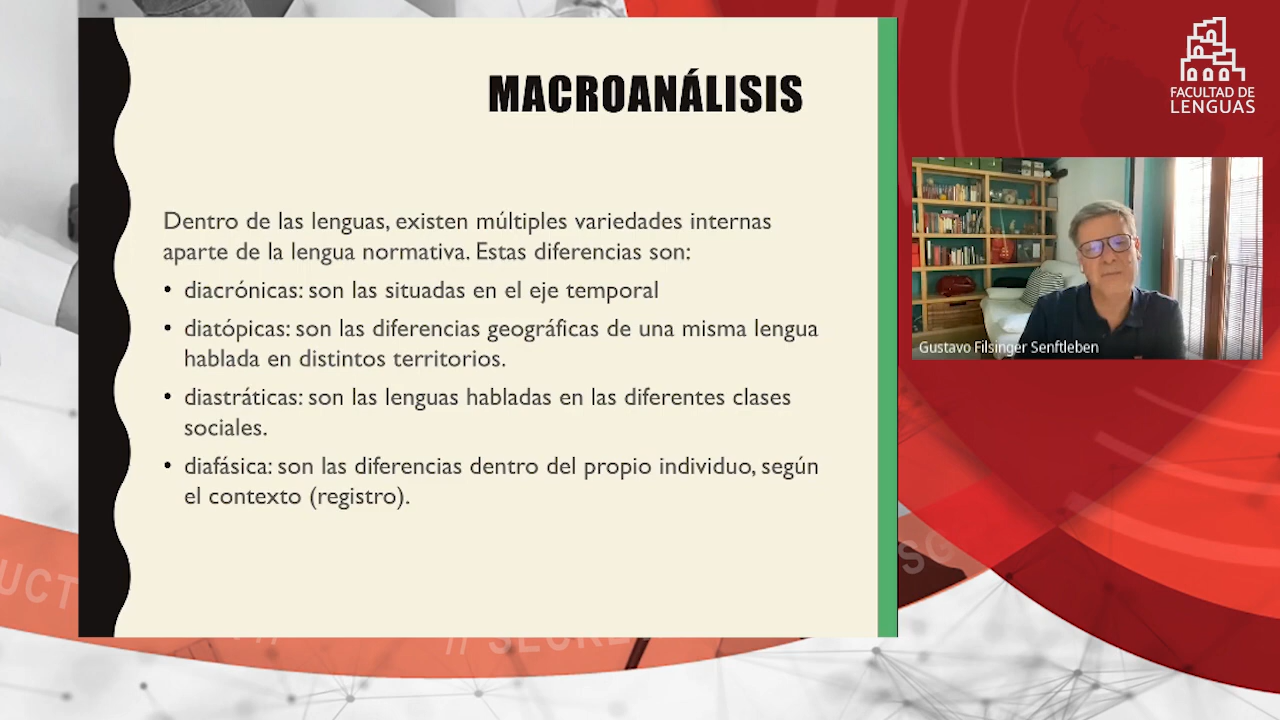 MACROANÁLISIS
Dentro de las lenguas, existen múltiples variedades internas
aparte de la lengua normativa. Estas diferencias son:
• diacrónicas: son las situadas en el eje temporal
• diatópicas: son las diferencias geográficas de una misma lengua
hablada en distintos territorios.
• diastráticas: son las lenguas habladas en las diferentes clases
sociales.
• diafásica: son las diferencias dentro del propio individuo, según
el contexto (registro).
FACULTAD DE
LENGUAS
Gustavo Filsinger Senftleben